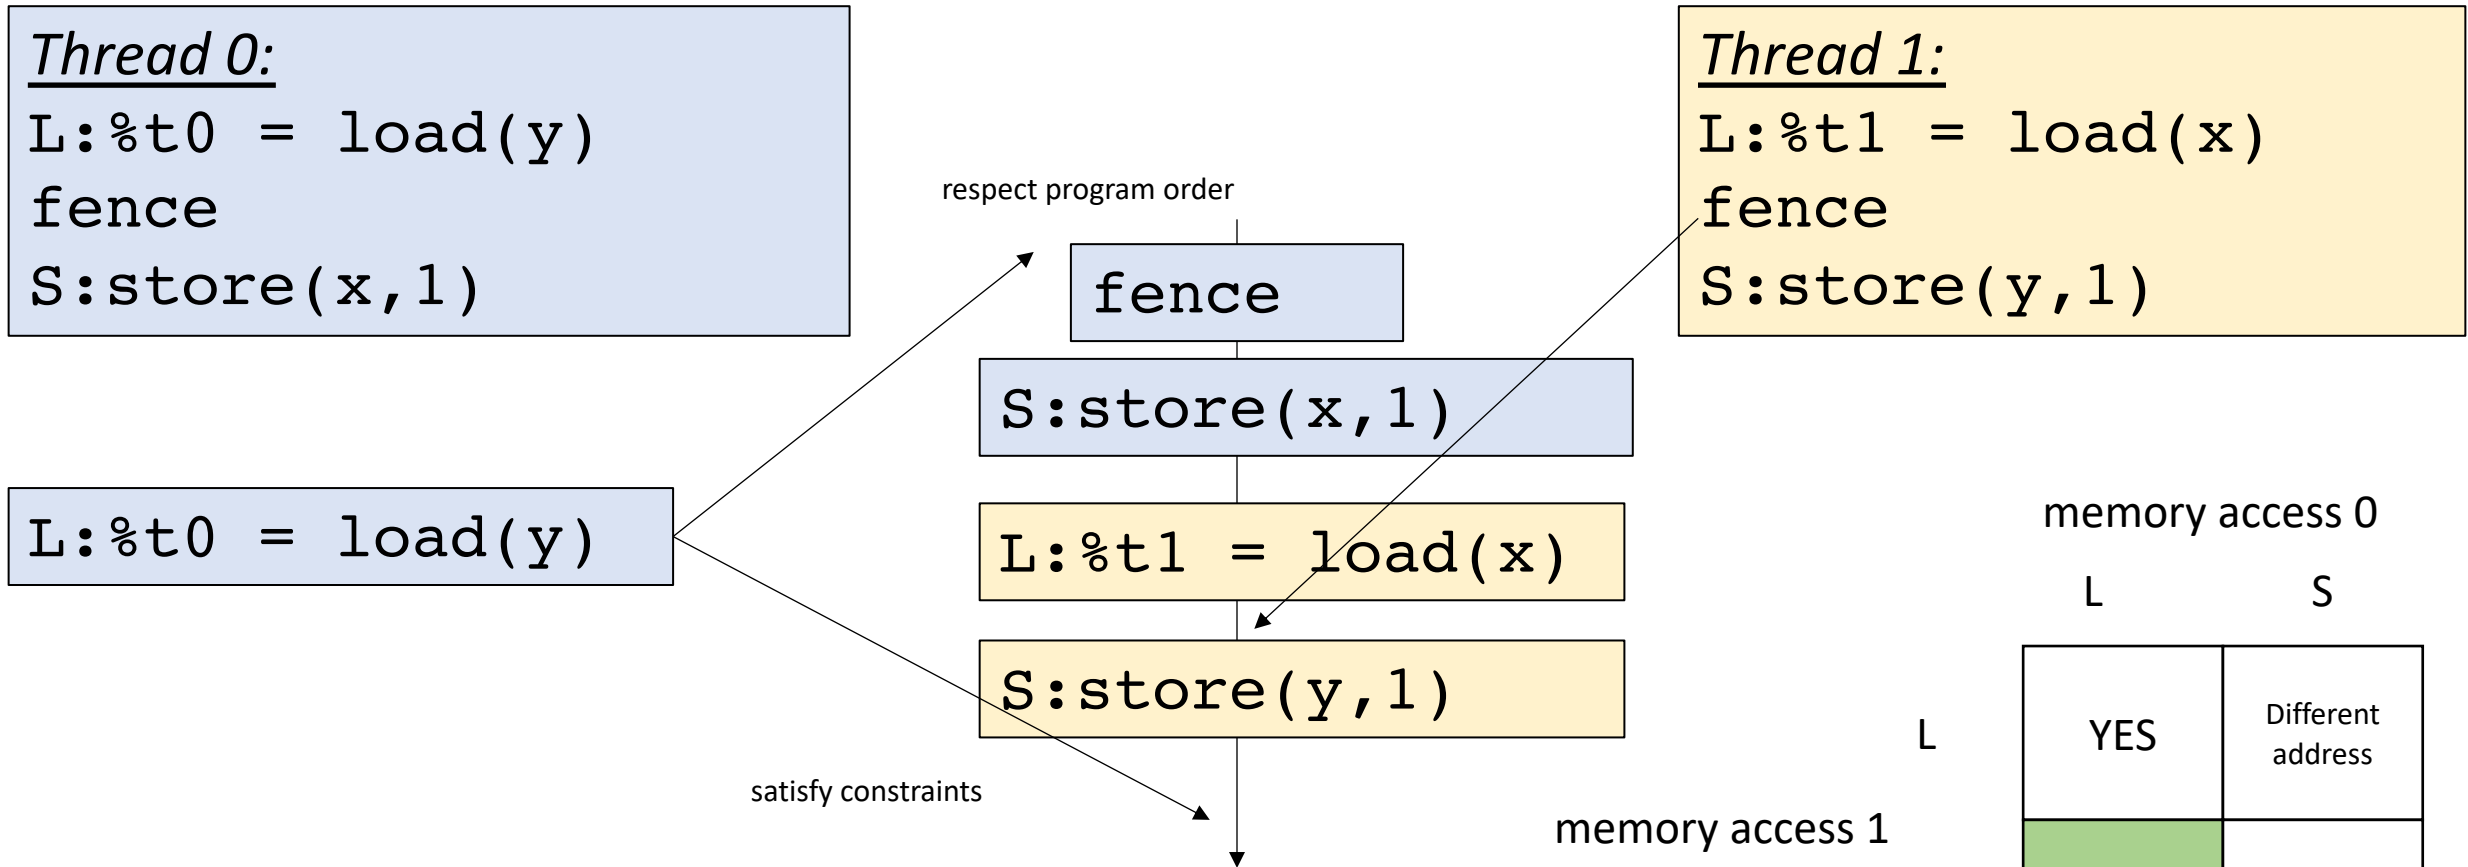 Thread 0:
L:%t0 = load(y)
fence
S:store(x,1)
Thread 1:
L:%t1 = load(x)
fence
S:store(y,1)
respect program order
fence
S:store(x,1)
L:%t0 = load(y)
L:%t1 = load(x)
S:store(y,1)
satisfy constraints
memory access 0
L S
L YES Different
address
memory access 1